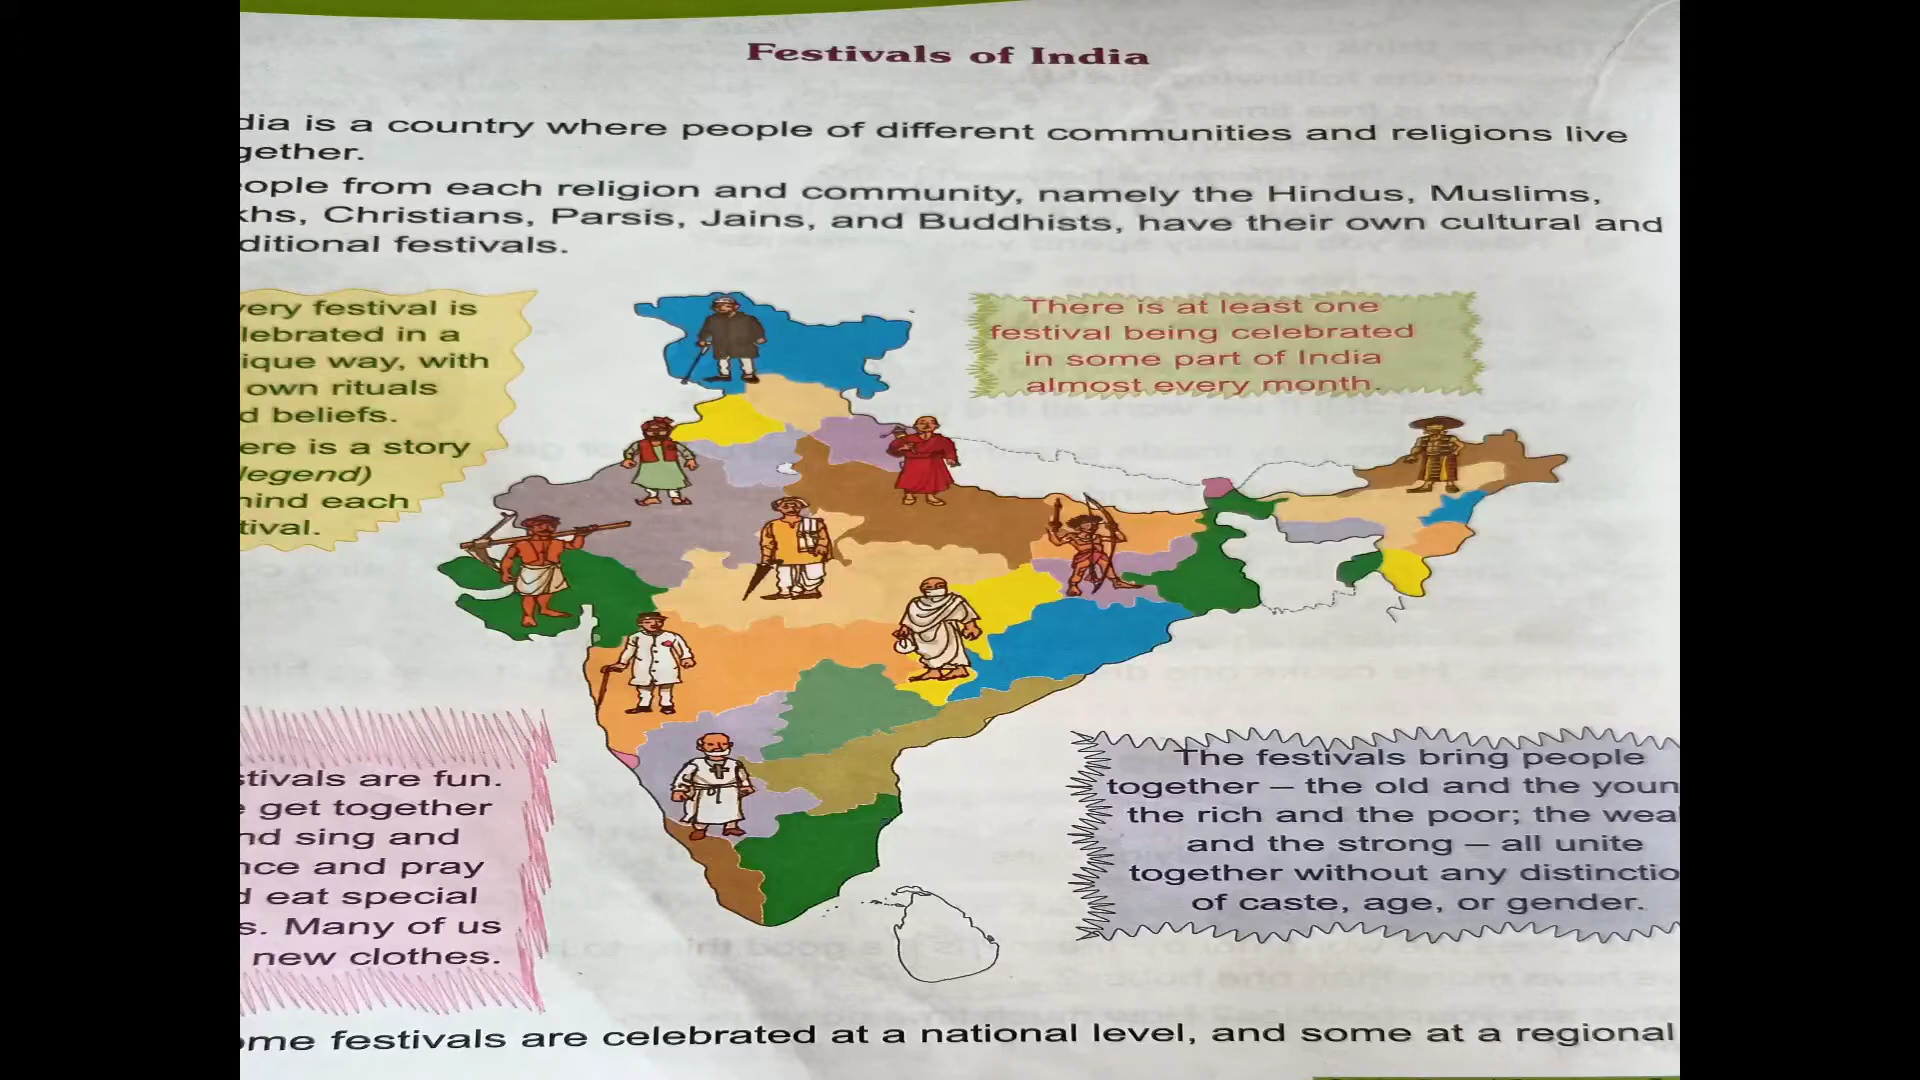 Festivals of India
dia is a country where people of different communities and religions live
gether.
ople from each religion and community, namely the Hindus, Muslims,
khs, Christians, Parsis, Jains, and Buddhists, have their own cultural and
ditional festivals.
very festival is
lebrated in a
ique way, with
own rituals
d beliefs.
ere is a story
legend)
hind each
tival.
There is at least one
festival being celebrated
in some part of India
almost every month.
stivals are fun.
e get together
nd sing and
nce and pray
d eat special
s. Many of us
new clothes.
The festivals bring people
together – the old and the youn
the rich and the poor; the wea
and the strong – all unite
together without any distinctio
of caste, age, or gender.
ome festivals are celebrated at a national level, and some at a regional